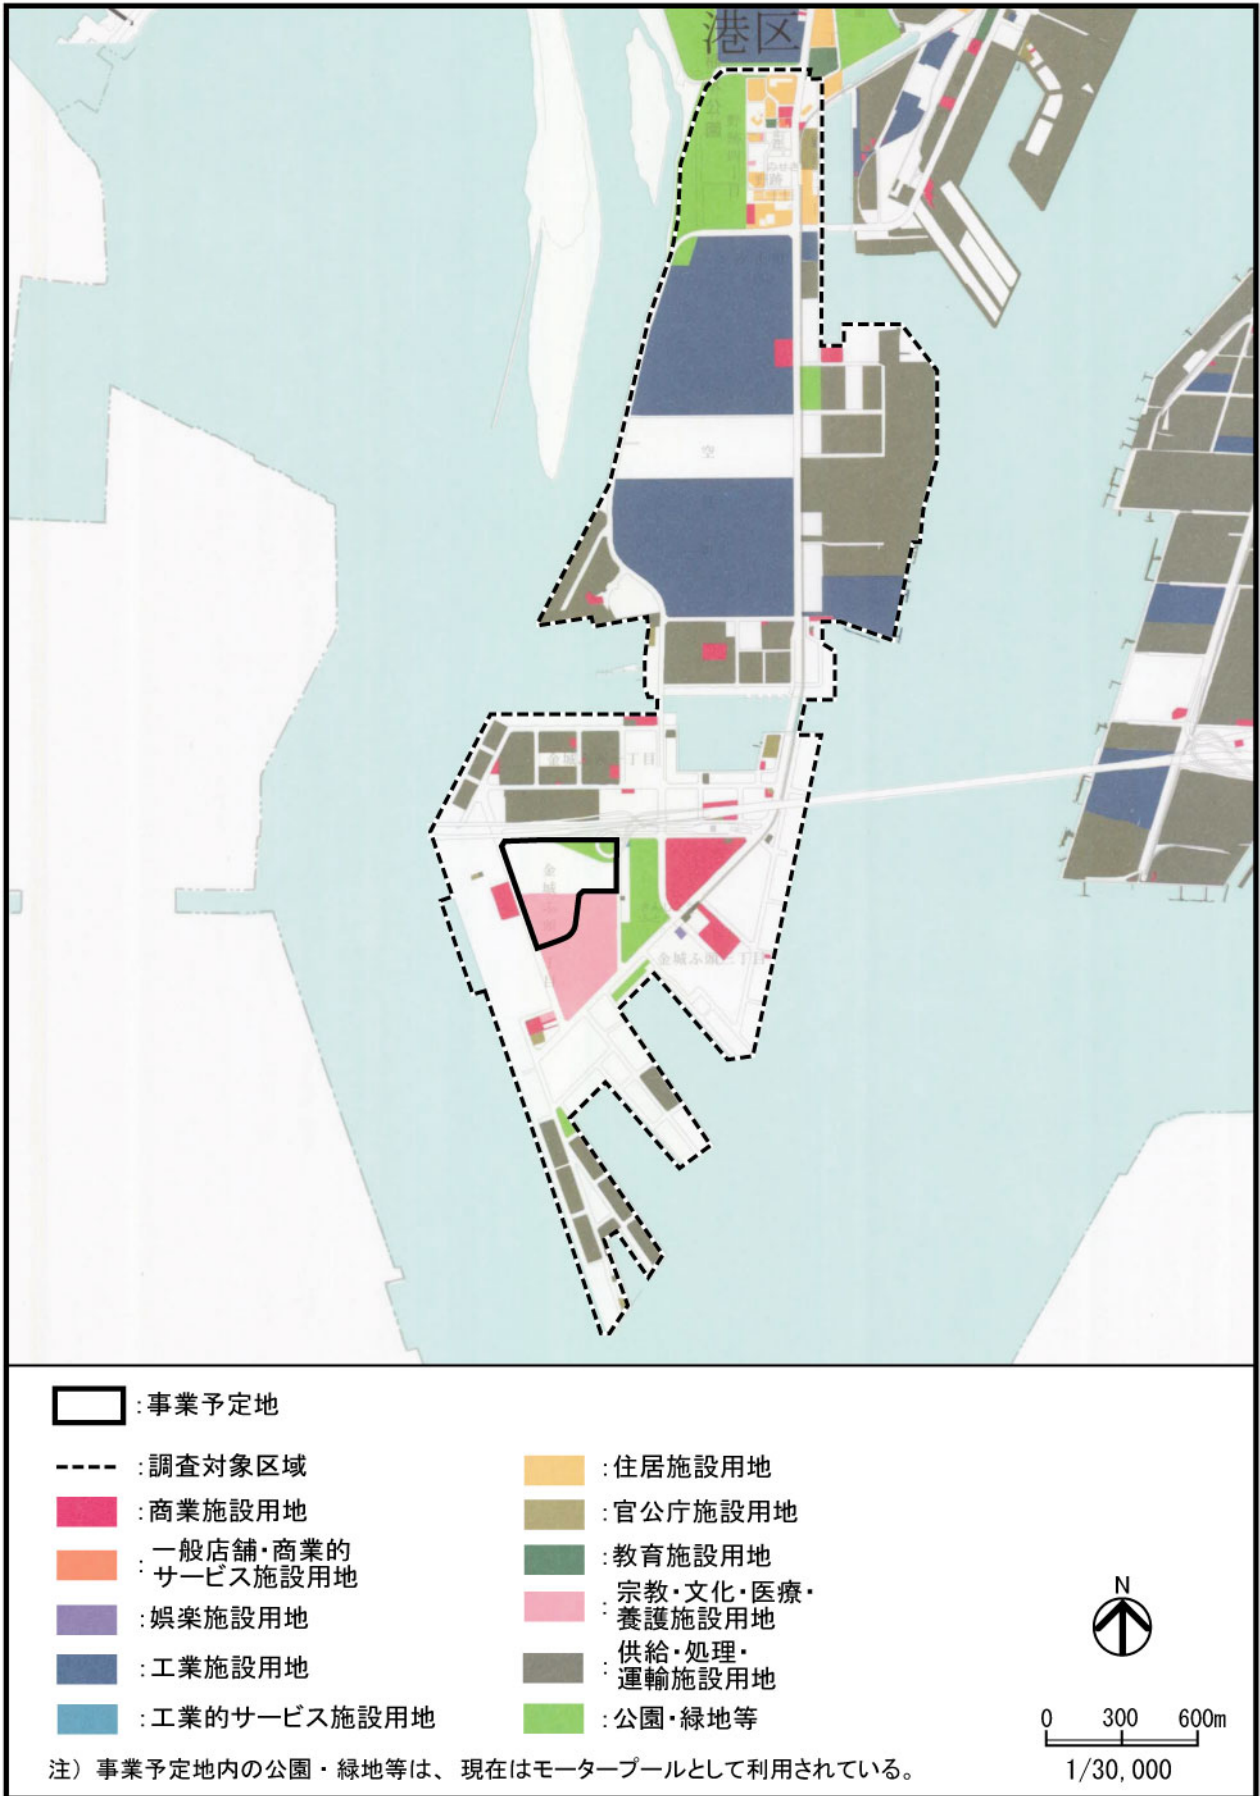 港区
空
金城ふ頭一丁目
金城ふ頭二丁目
金城ふ頭三丁目
:事業予定地
:調査対象区域
:商業施設用地
:一般店舗・商業的
サービス施設用地
:娯楽施設用地
:工業施設用地
:工業的サービス施設用地
:住居施設用地
:官公庁施設用地
:教育施設用地
:宗教・文化・医療・
養護施設用地
:供給・処理・
運輸施設用地
:公園・緑地等
N
0 300 600m
1/30,000
注）事業予定地内の公園・緑地等は、現在はモータープールとして利用されている。